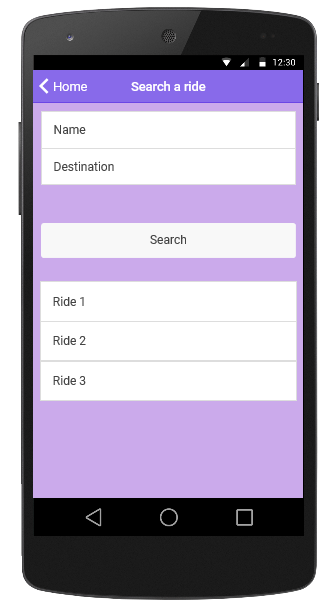 12:30
Home
Search a ride
Name
Destination
Search
Ride 1
Ride 2
Ride 3